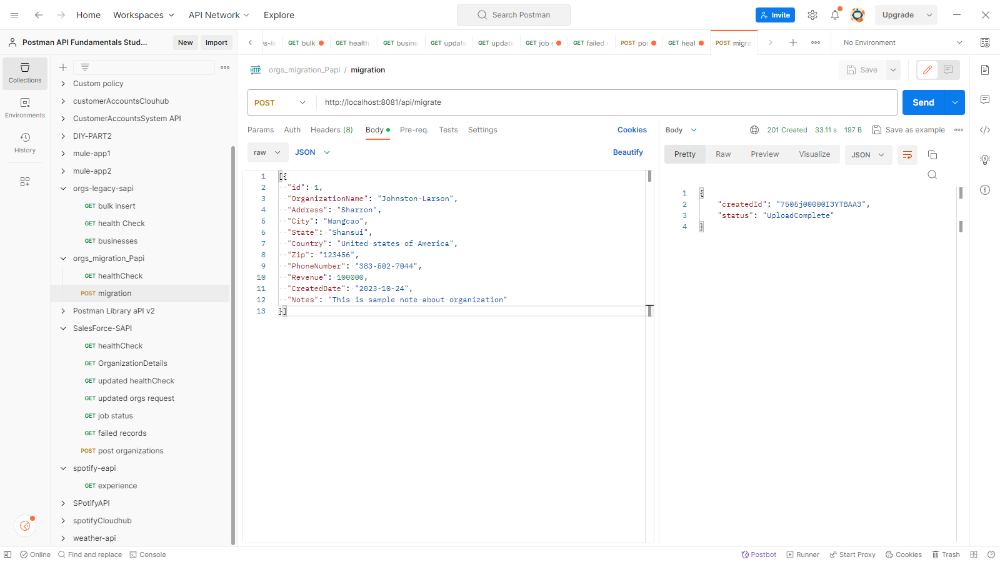 Home Workspaces API Network Explore Search Postman Invite Upgrade
Postman API Fundamentals Stud... New Import
bulk
GET bulk GET health GET busine GET update GET update GET job s GET failed POST po: GET heal POST migra No Environment
Collections
Environments
History
Custom policy
customerAccountsClouhub
CustomerAccountsSystem API
DIY-PART2
mule-app1
mule-app2
orgs-legacy-sapi
GET bulk insert
GET health Check
GET businesses
orgs_migration_Papi
GET healthCheck
POST migration
Postman Library aPI v2
SalesForce-SAPI
GET healthCheck
GET OrganizationDetails
GET updated healthCheck
GET updated orgs request
GET job status
GET failed records
POST post organizations
spotify-eapi
GET experience
SPotifyAPI
spotifyCloudhub
weather-api
HTTP orgs_migration_Papi / migration Save
POST http://localhost:8081/api/migrate Send
Params Auth Headers (8) Body Pre-req. Tests Settings Cookies
raw JSON Beautify
1 [{
2 "id": 1,
3 "OrganizationName": "Johnston-Larson",
4 "Address": "Sharron",
5 "City": "Wangcao",
6 "State": "Shansui",
7 "Country": "United states of America",
8 "Zip": "123456",
9 "PhoneNumber": "383-502-7044",
10 "Revenue": 100000,
11 "CreatedDate": "2023-10-24",
12 "Notes": "This is sample note about organization"
13 }]
Body 201 Created 33.11 s 197 B Save as example
Pretty Raw Preview Visualize JSON
1 {
2 "createdId": "7505j00000I3YTBAA3",
3 "status": "UploadComplete"
4 }
Online Find and replace Console Postbot Runner Start Proxy Cookies Trash